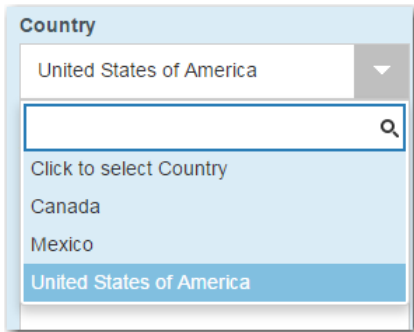 Country
United States of America
Click to select Country
Canada
Mexico
United States of America